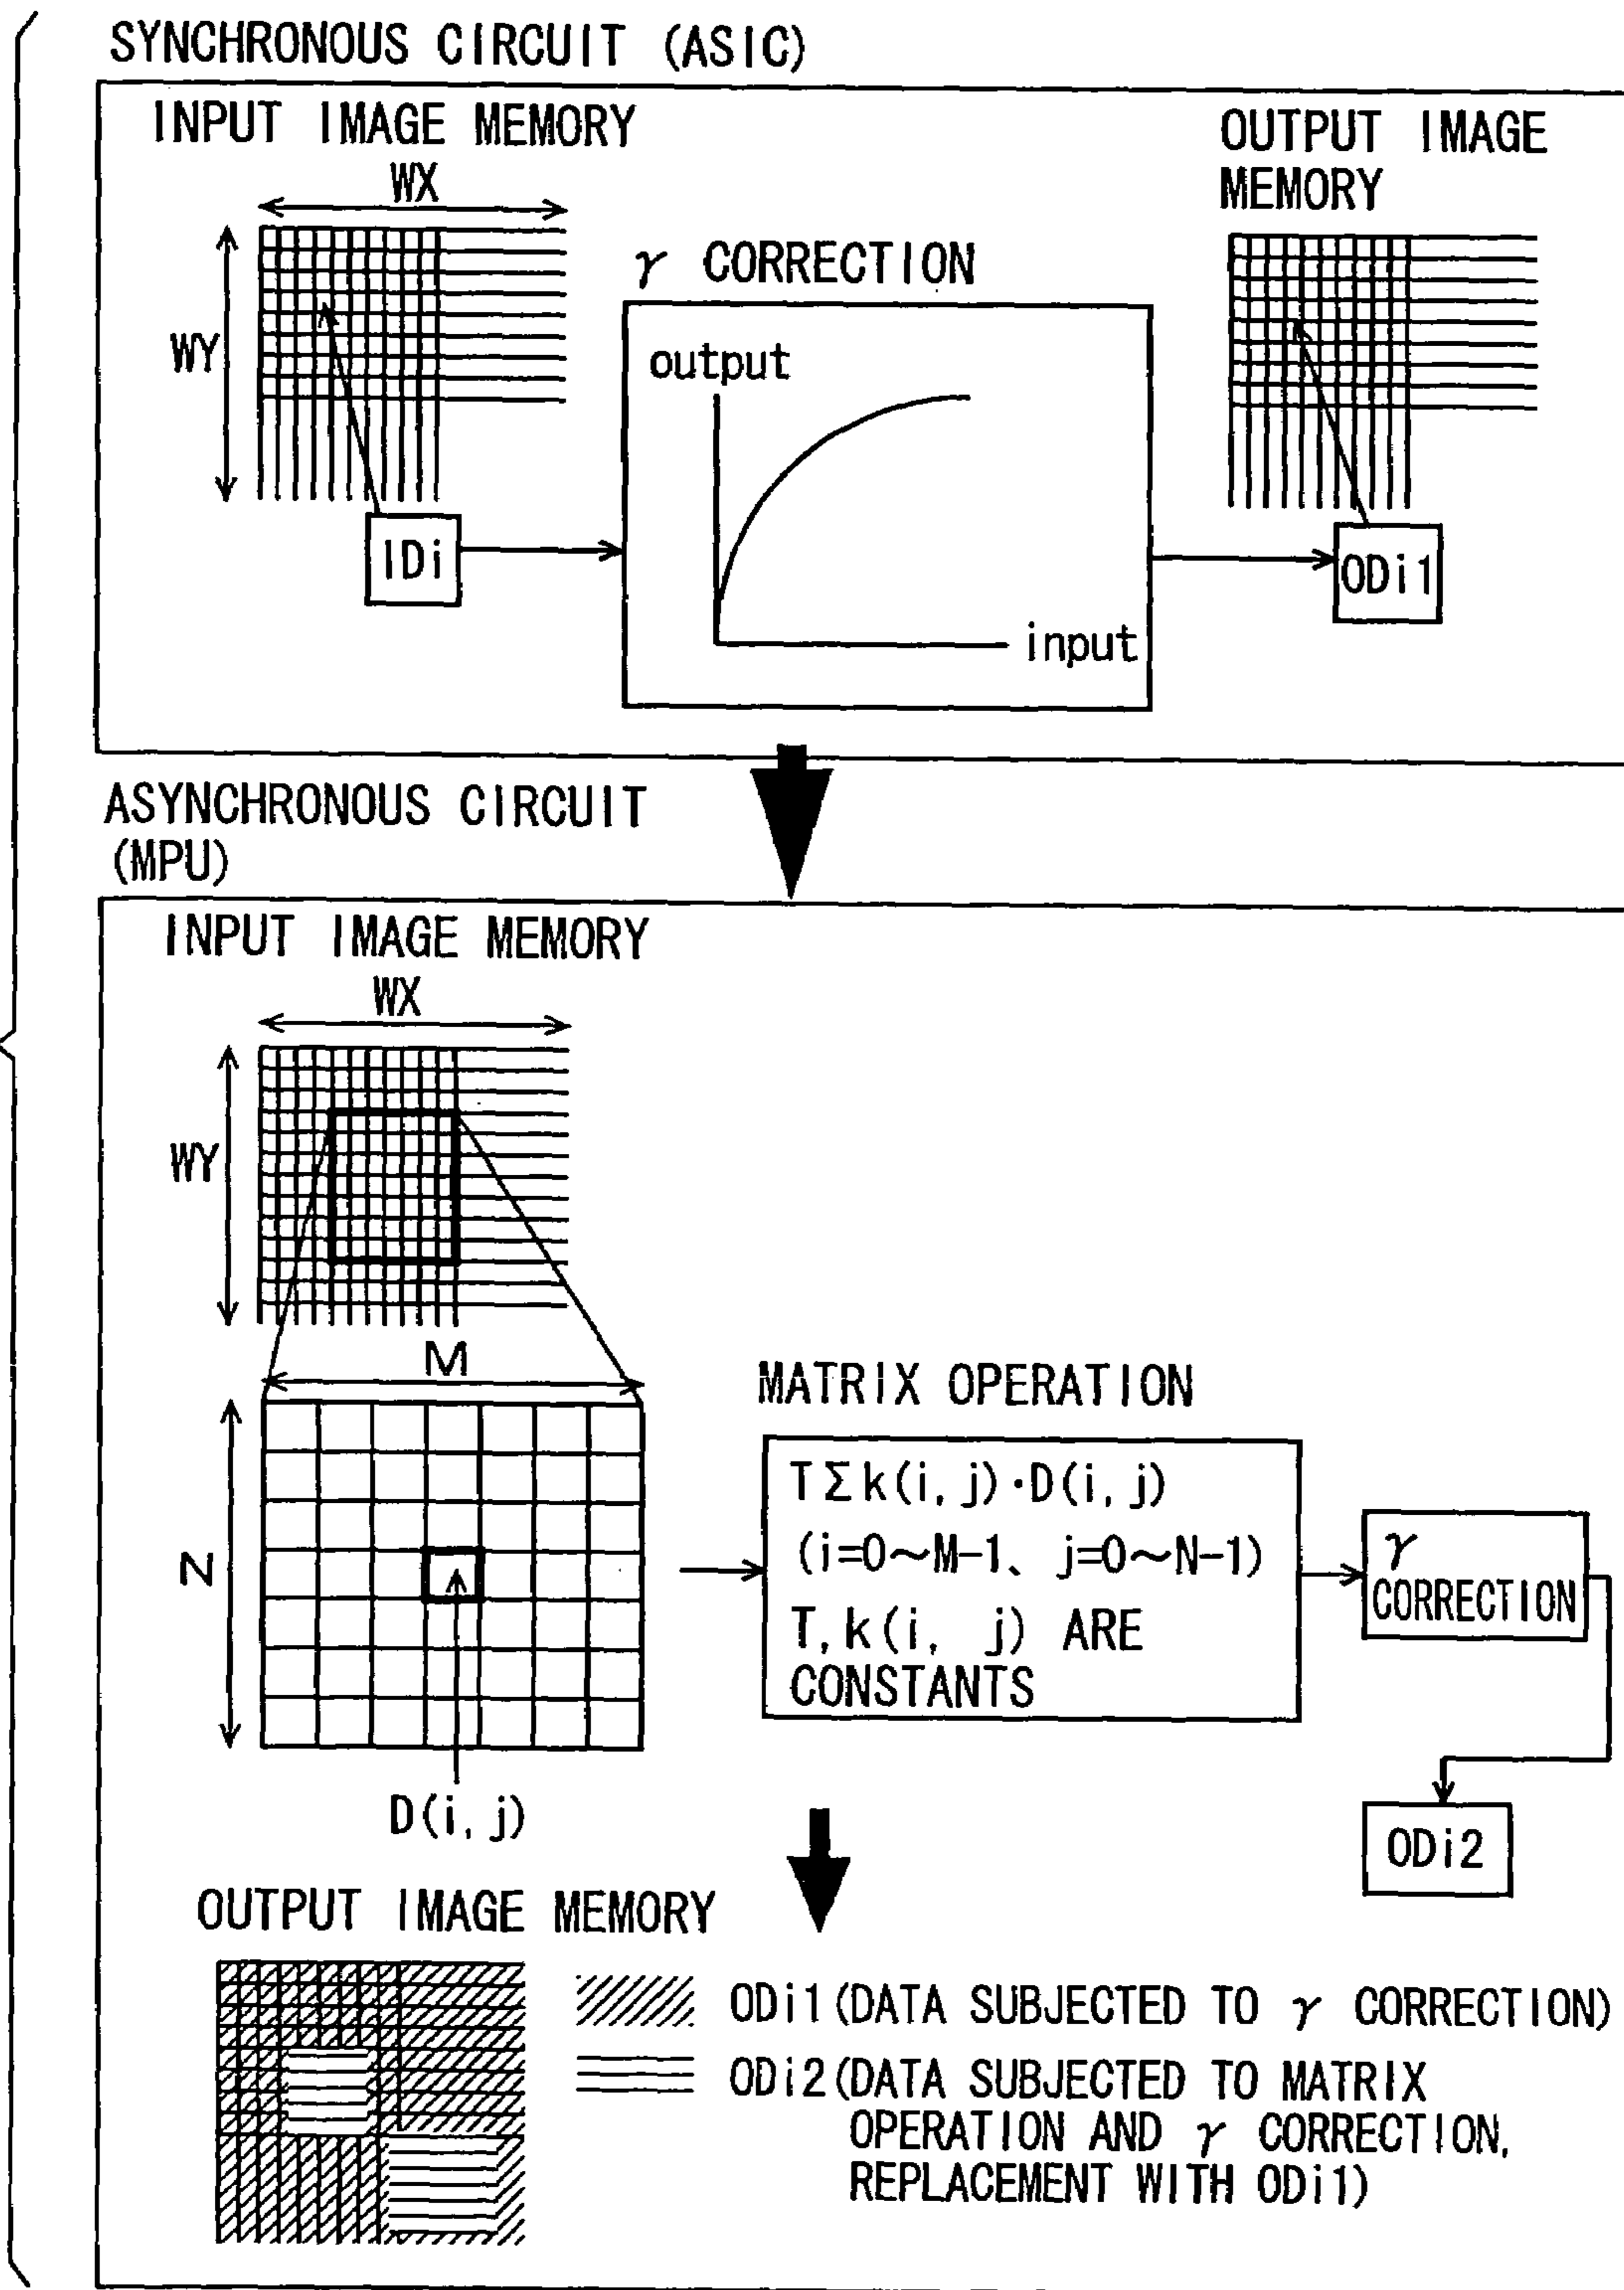 SYNCHRONOUS CIRCUIT (ASIC)
INPUT IMAGE MEMORY
WX
WY
IDi
γ CORRECTION
output
input
OUTPUT IMAGE
MEMORY
ODi1
ASYNCHRONOUS CIRCUIT
(MPU)
INPUT IMAGE MEMORY
WX
WY
M
N
D(i, j)
MATRIX OPERATION
TΣk(i, j)・D(i, j)
(i=0～M-1、 j=0～N-1)
T, k(i, j) ARE
CONSTANTS
γ
CORRECTION
ODi2
OUTPUT IMAGE MEMORY
ODi1(DATA SUBJECTED TO γ CORRECTION)
ODi2(DATA SUBJECTED TO MATRIX
OPERATION AND γ CORRECTION,
REPLACEMENT WITH ODi1)